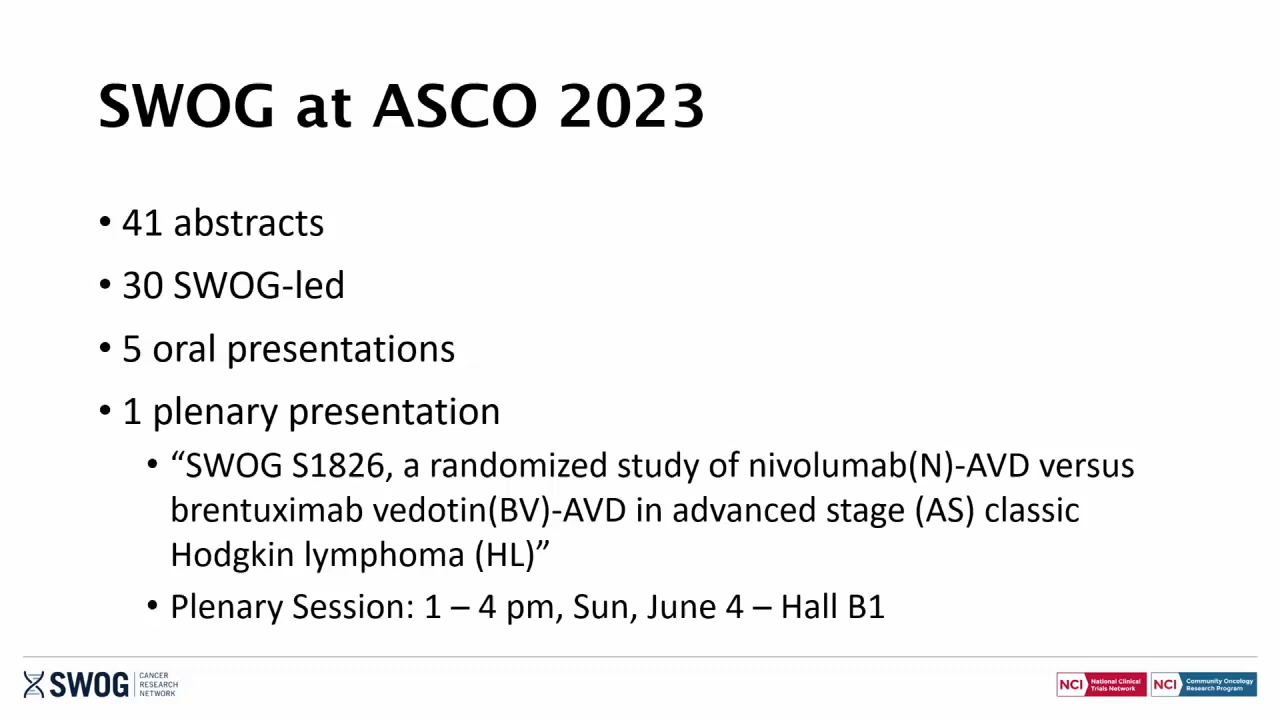 SWOG at ASCO 2023
• 41 abstracts
• 30 SWOG-led
• 5 oral presentations
• 1 plenary presentation
• “SWOG S1826, a randomized study of nivolumab(N)-AVD versus
brentuximab vedotin(BV)-AVD in advanced stage (AS) classic
Hodgkin lymphoma (HL)”
• Plenary Session: 1 – 4 pm, Sun, June 4 – Hall B1
SWOG
CANCER
RESEARCH
NETWORK
NCI
National Clinical
Trials Network
NCI
Community Oncology
Research Program